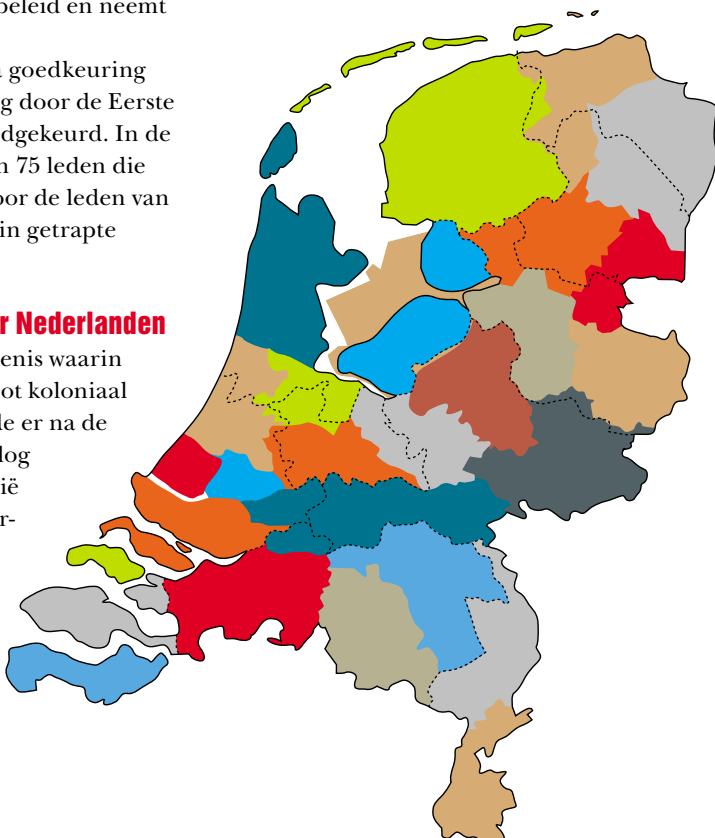 beleid en neemt
goedkeuring
g door de Eerste
dgekeurd. In de
n 75 leden die
oor de leden van
in getrapte
r Nederlanden
enis waarin
ot koloniaal
le er na de
log
ië
r-